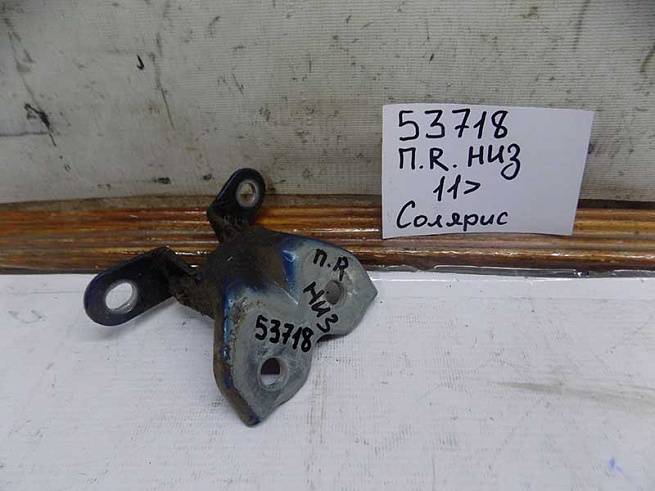 53718
П.R. НИЗ
11>
Солярис
П.R
НИЗ
53718